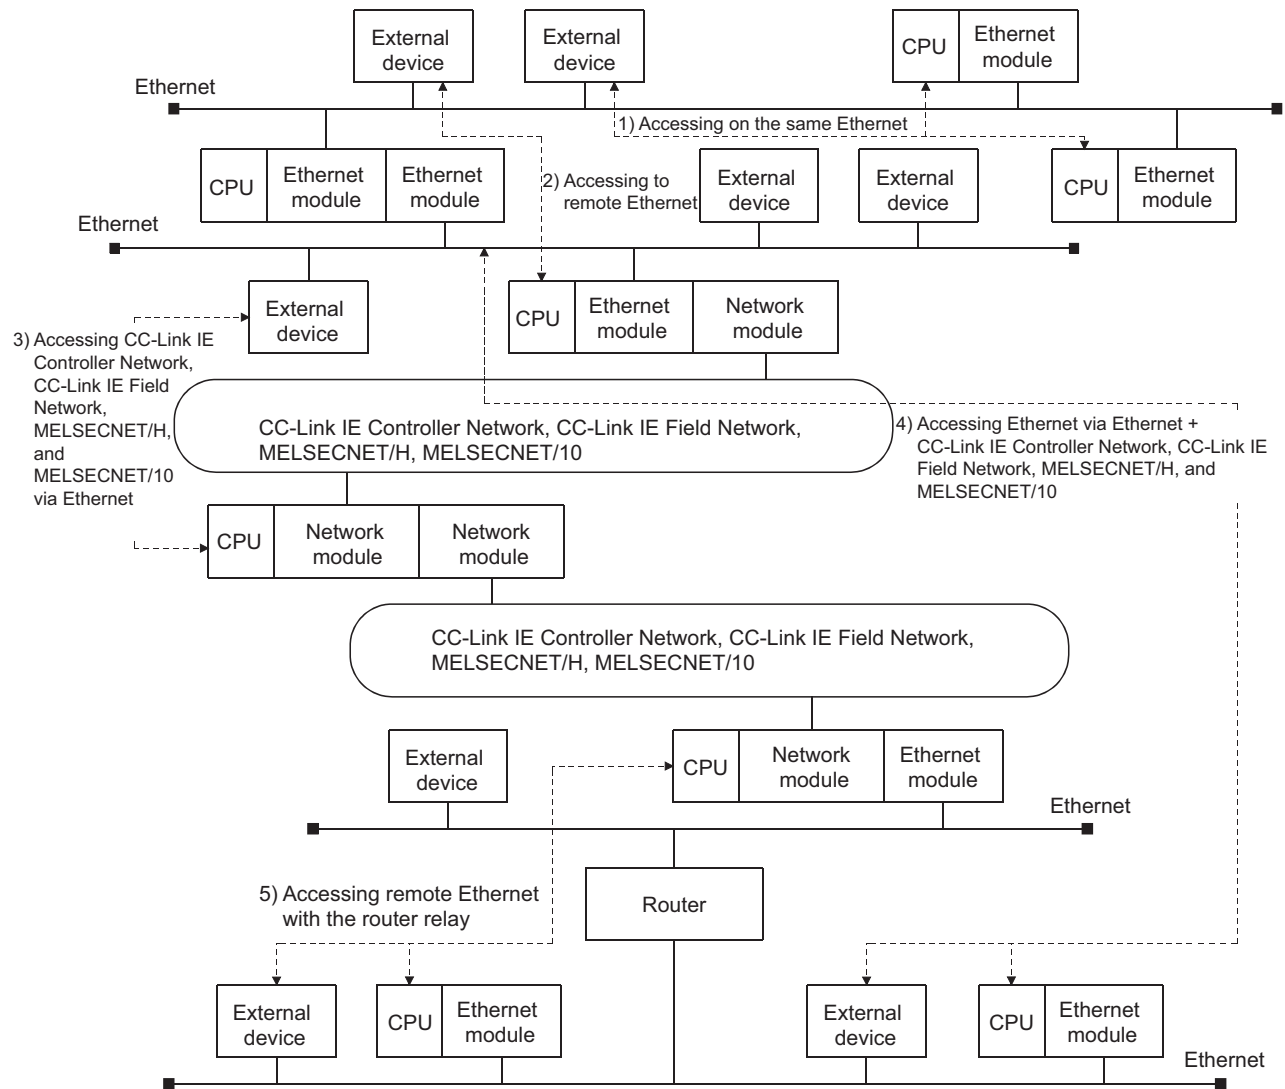 External
device
External
device
CPU
Ethernet
module
Ethernet
1) Accessing on the same Ethernet
CPU
Ethernet
module
Ethernet
module
2) Accessing to
remote Ethernet
External
device
External
device
CPU
Ethernet
module
Ethernet
External
device
CPU
Ethernet
module
Network
module
3) Accessing CC-Link IE
Controller Network,
CC-Link IE Field
Network,
MELSECNET/H,
and
MELSECNET/10
via Ethernet
CC-Link IE Controller Network, CC-Link IE Field Network,
MELSECNET/H, MELSECNET/10
4) Accessing Ethernet via Ethernet +
CC-Link IE Controller Network, CC-Link IE
Field Network, MELSECNET/H, and
MELSECNET/10
CPU
Network
module
Network
module
CC-Link IE Controller Network, CC-Link IE Field Network,
MELSECNET/H, MELSECNET/10
External
device
CPU
Network
module
Ethernet
module
Ethernet
5) Accessing remote Ethernet
with the router relay
Router
External
device
CPU
Ethernet
module
External
device
CPU
Ethernet
module
Ethernet